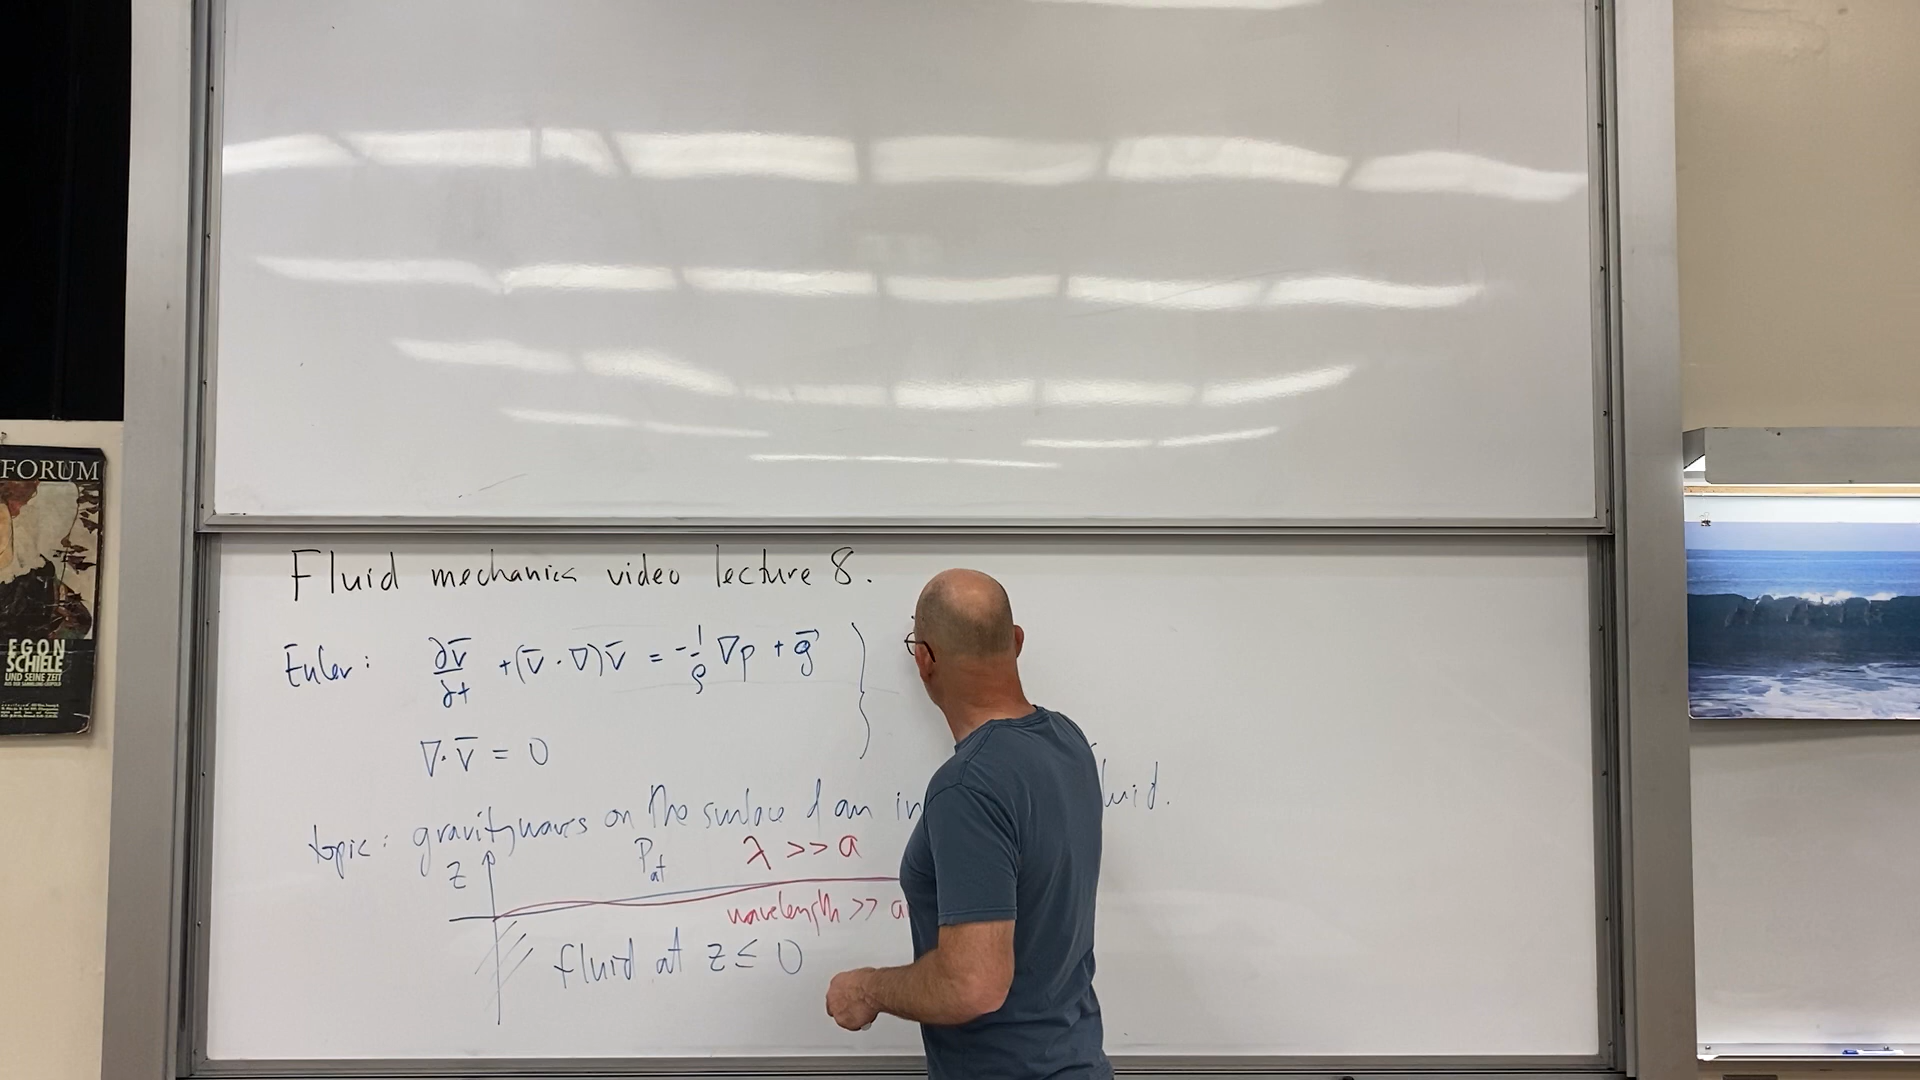 FORUM
EGON
SCHIELE
UND SEINE ZEIT
Fluid mechanics video lecture 8.
Euler: ∂v̄/∂t + (v̄ · ∇)v̄ = -1/ρ ∇p + g⃗
∇·v̄ = 0
topic: gravity waves on the surface of an in luid.
z P_at λ >> a
wavelength >> a
fluid at z ≤ 0